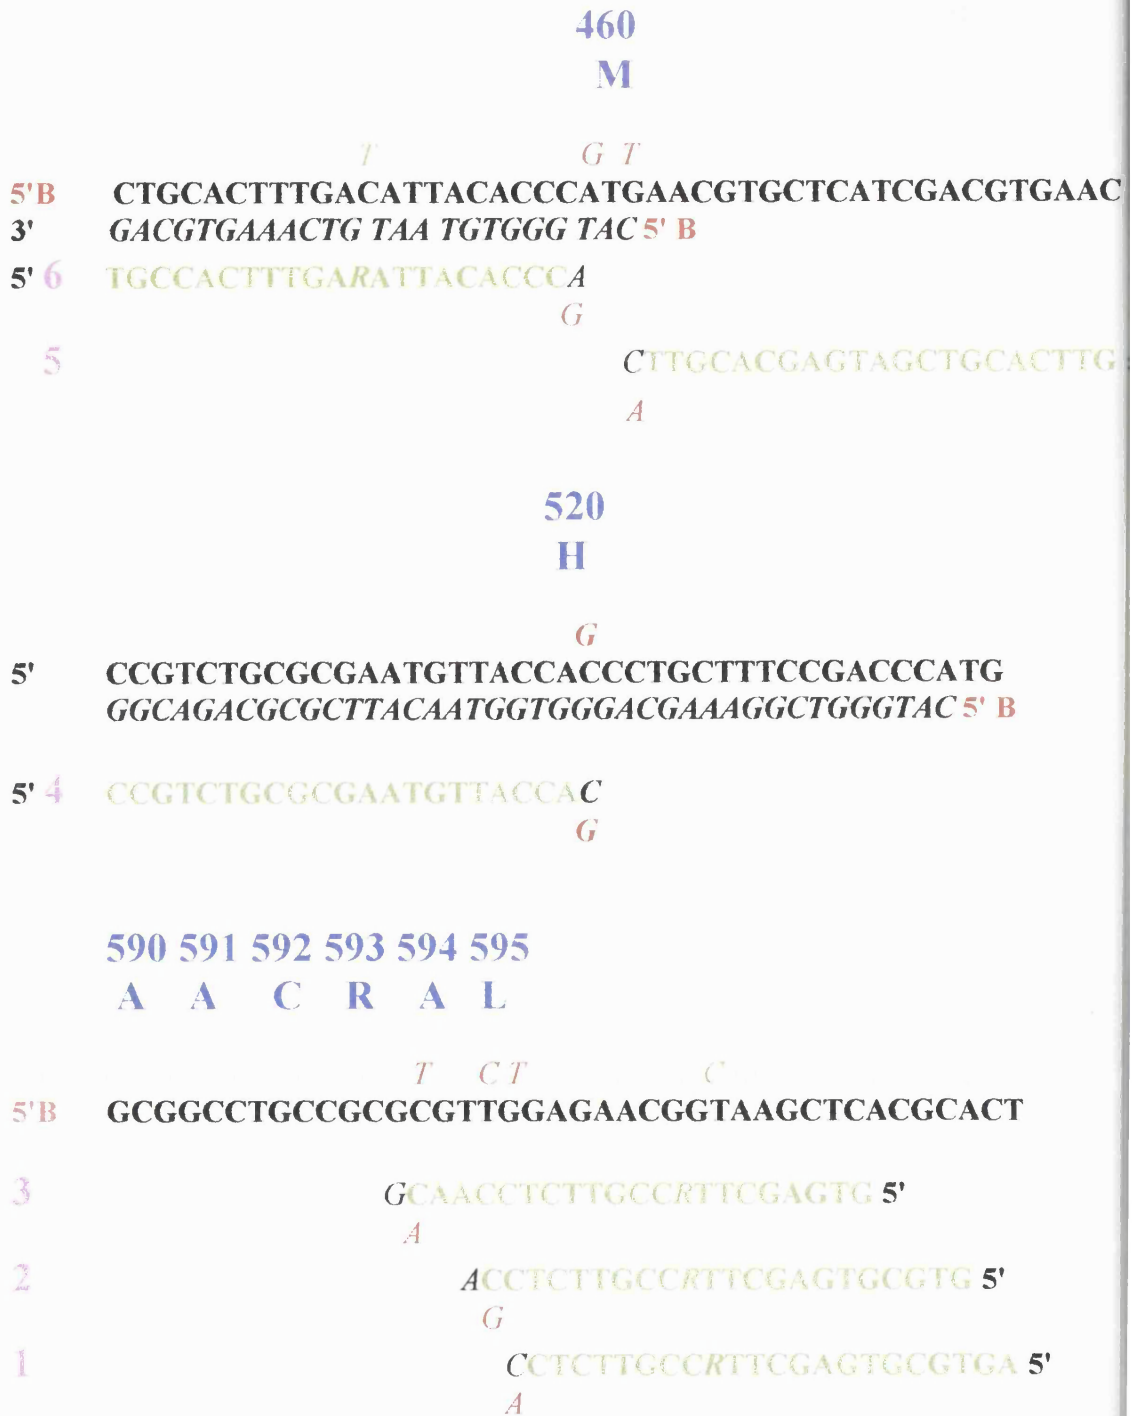 460
M
T G T
5'B CTGCACTTTGACATTACACCCATGAACGTGCTCATCGACGTGAAC
3' GACGTGAAACTG TAA TGTGGG TAC 5' B
5' 6 TGCCACTTTGARATTACACCCA
G
5 CTTGCACGAGTAGCTGCACTTG
A
520
H
G
5' CCGTCTGCGCGAATGTTACCACCCTGCTTTCCGACCCATG
GGCAGACGCGCTTACAATGGTGGGACGAAAGGCTGGGTAC 5' B
5' 4 CCGTCTGCGCGAATGTTACCAC
G
590 591 592 593 594 595
A A C R A L
T C T C
5'B GCGGCCTGCCGCGCGTTGGAGAACGGTAAGCTCACGCACT
3 GCAACCTCTTGCCRTTCGAGTG 5'
A
2 ACCTCTTGCCRTTCGAGTGCGTG 5'
G
1 CCTCTTGCCRTTCGAGTGCGTGA 5'
A